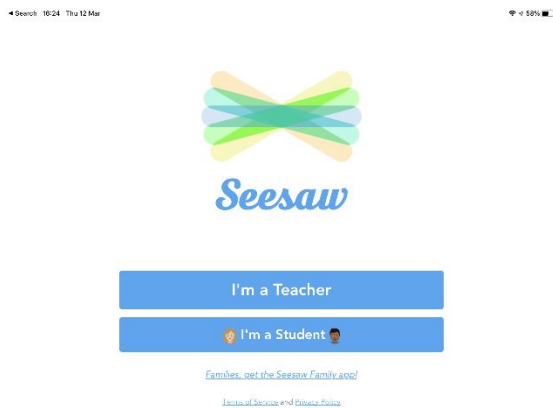 ◀ Search 16:24 Thu 12 Mar 58%
Seesaw
I'm a Teacher
I'm a Student
Families, get the Seesaw Family app!
Terms of Service and Privacy Policy